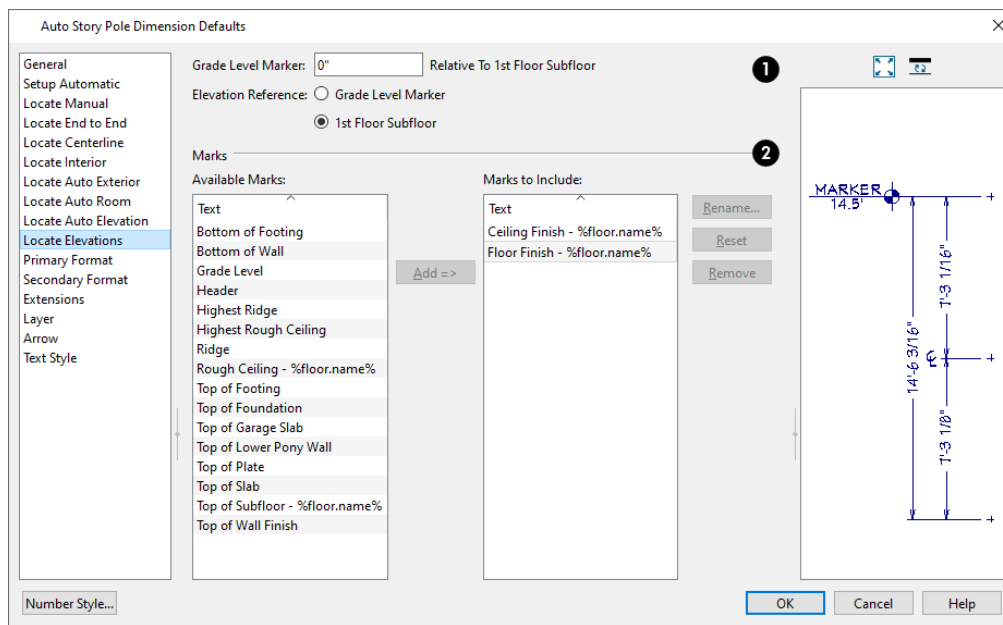 Auto Story Pole Dimension Defaults
General
Setup Automatic
Locate Manual
Locate End to End
Locate Centerline
Locate Interior
Locate Auto Exterior
Locate Auto Room
Locate Auto Elevation
Locate Elevations
Primary Format
Secondary Format
Extensions
Layer
Arrow
Text Style
Grade Level Marker: 0" Relative To 1st Floor Subfloor
Elevation Reference: Grade Level Marker
1st Floor Subfloor
1
Marks
2
Available Marks:
Text
Bottom of Footing
Bottom of Wall
Grade Level
Header
Highest Ridge
Highest Rough Ceiling
Ridge
Rough Ceiling - %floor.name%
Top of Footing
Top of Foundation
Top of Garage Slab
Top of Lower Pony Wall
Top of Plate
Top of Slab
Top of Subfloor - %floor.name%
Top of Wall Finish
Add =>
Marks to Include:
Text
Ceiling Finish - %floor.name%
Floor Finish - %floor.name%
Rename...
Reset
Remove
MARKER
14.5'
7'-3 1/16"
14'-6 3/16"
7'-3 1/8"
Number Style...
OK
Cancel
Help